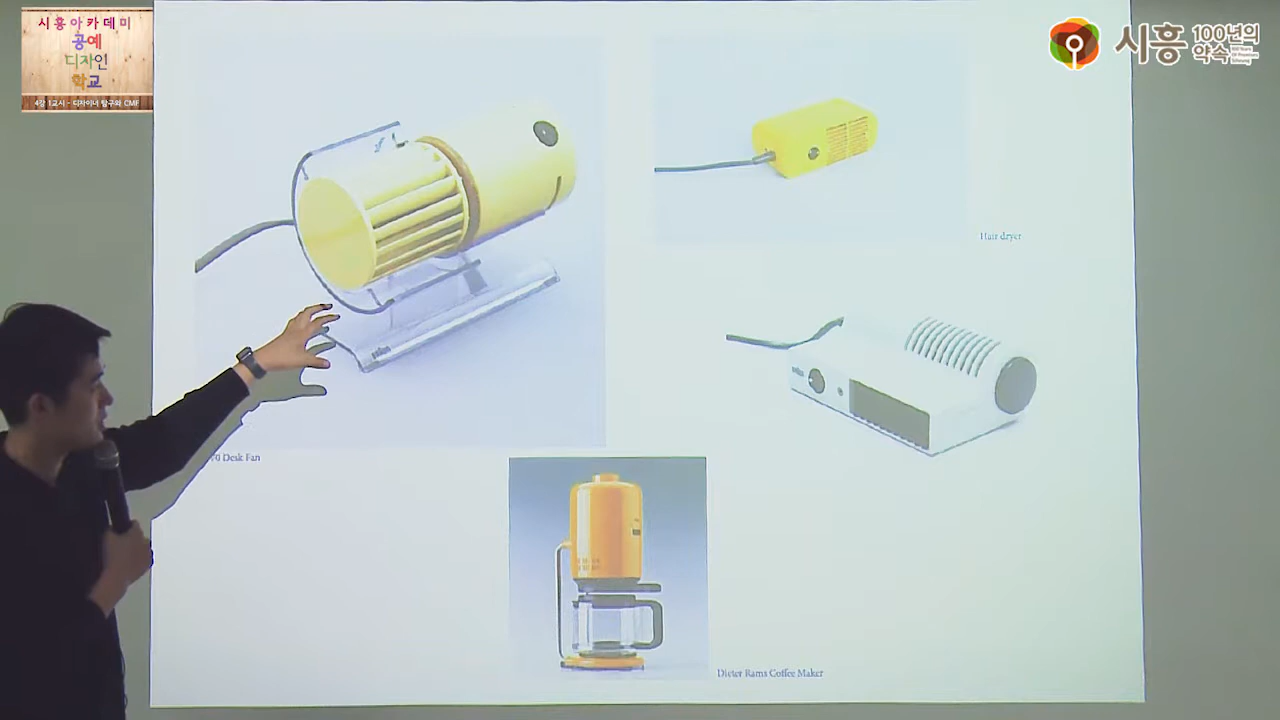 시흥아카데미
공예
디자인
학교
4강 1교시 - 디자이너 탐구와 CMF
시흥 100년의
약속
Hair dryer
70 Desk Fan
Dieter Rams Coffee Maker